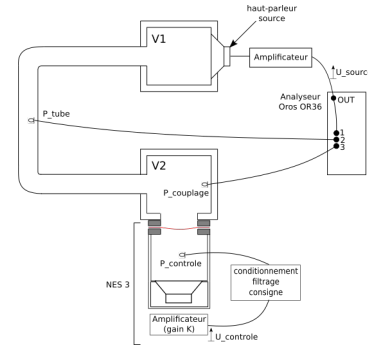 haut-parleur
source
V1
Amplificateur
U_sourc
Analyseur
Oros OR36
OUT
P_tube
1
2
3
V2
P_couplage
P_controle
conditionnement
filtrage
consigne
NES 3
Amplificateur
(gain K)
U_controle